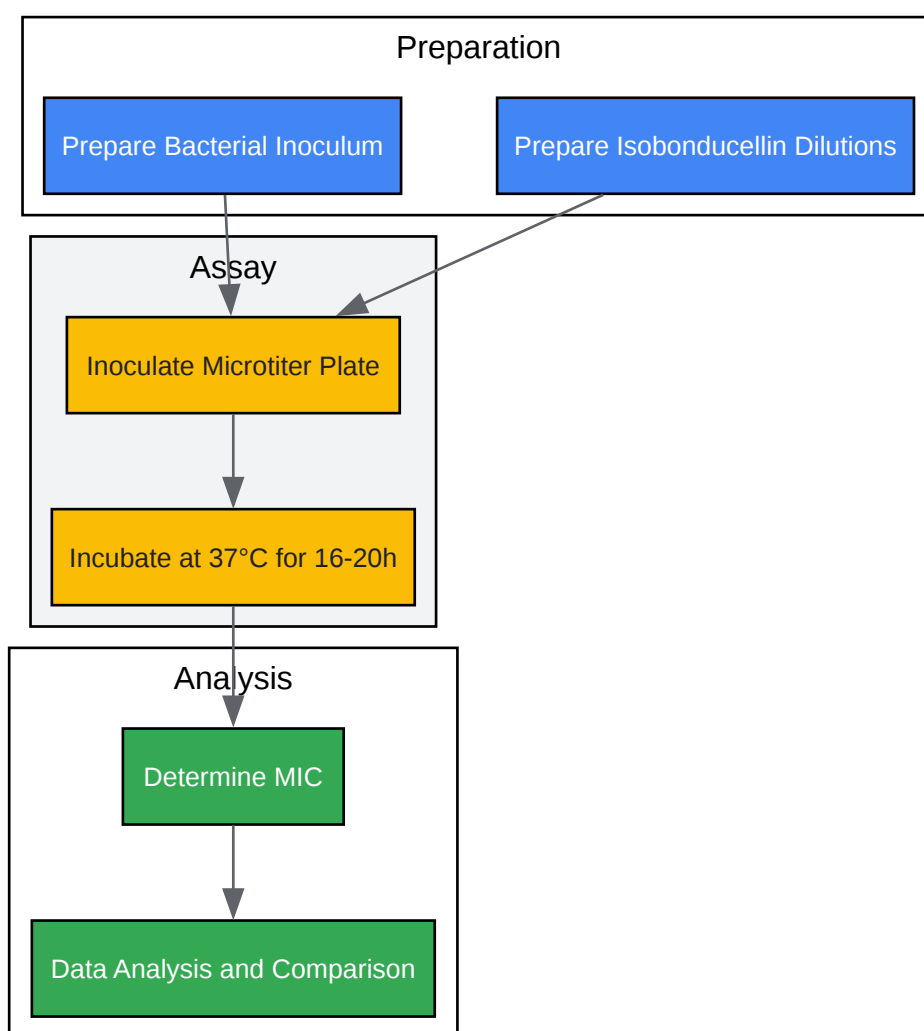 Preparation
Prepare Bacterial Inoculum
Prepare Isobonducellin Dilutions
Assay
Inoculate Microtiter Plate
Incubate at 37°C for 16-20h
Analysis
Determine MIC
Data Analysis and Comparison